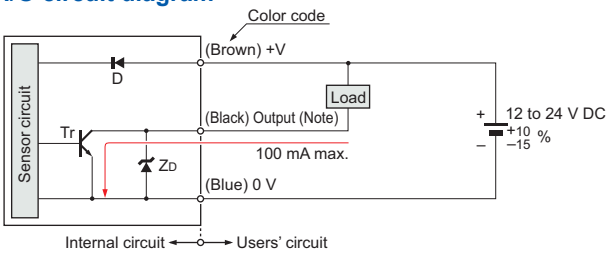 I/O circuit diagram
Color code
(Brown) +V
D
Load
Sensor circuit
(Black) Output (Note)
Tr
ZD
100 mA max.
+ 12 to 24 V DC
+10
–15 %
–
(Blue) 0 V
Internal circuit
Users' circuit